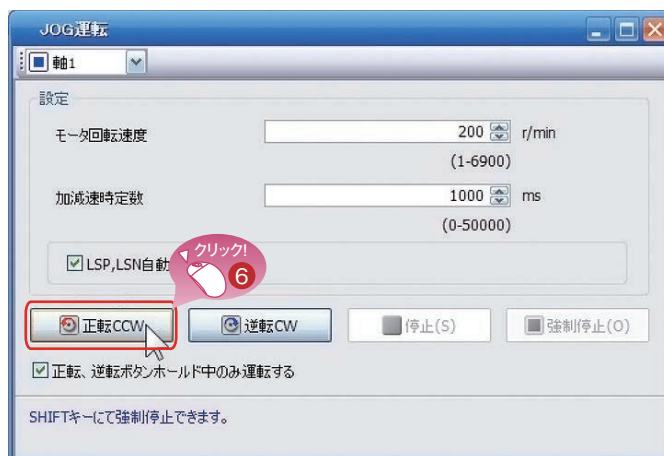 JOG運転
軸1
設定
モータ回転速度 200 r/min
(1-6900)
加減速時定数 1000 ms
(0-50000)
LSP,LSN自動
クリック!
6
正転CCW 逆転CW 停止(S) 強制停止(O)
正転、逆転ボタンホールド中のみ運転する
SHIFTキーにて強制停止できます。